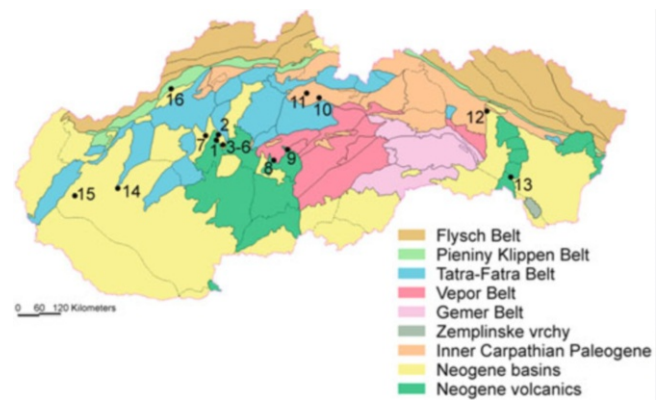 16
11
10
12
2
7
1
3-6
9
8
13
15
14
0 60 120 Kilometers
Flysch Belt
Pieniny Klippen Belt
Tatra-Fatra Belt
Vepor Belt
Gemer Belt
Zemplinske vrchy
Inner Carpathian Paleogene
Neogene basins
Neogene volcanics